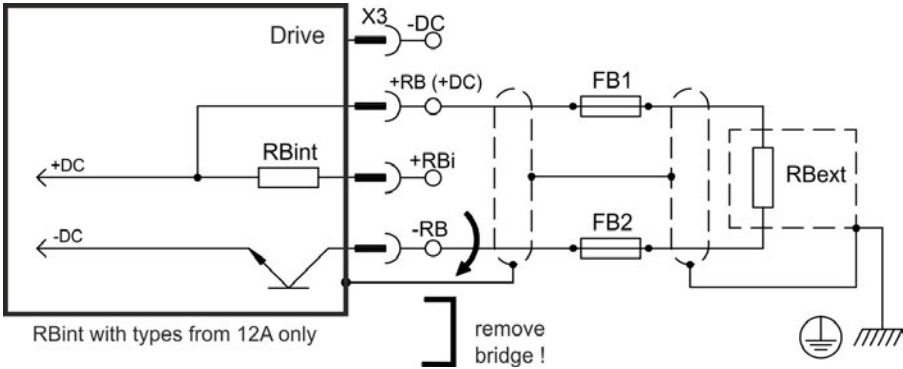 Drive
X3
-DC
+RB (+DC)
FB1
+DC
RBint
+RBi
RBext
-DC
-RB
FB2
RBint with types from 12A only
remove
bridge !